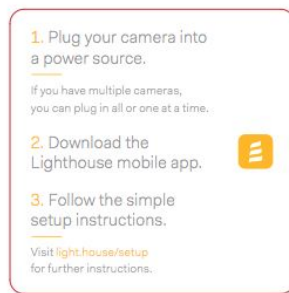 1. Plug your camera into
a power source.
If you have multiple cameras,
you can plug in all or one at a time.
2. Download the
Lighthouse mobile app.
3. Follow the simple
setup instructions.
Visit light.house/setup
for further instructions.